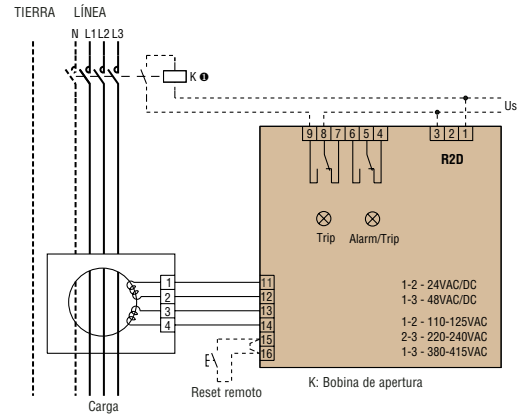 TIERRA LÍNEA
N L1 L2 L3
K ❶
Us
9 8 7 6 5 4 3 2 1
R2D
Trip Alarm/Trip
1 11
2 12
3 13
4 14
15
16
1-2 - 24VAC/DC
1-3 - 48VAC/DC
1-2 - 110-125VAC
2-3 - 220-240VAC
1-3 - 380-415VAC
E
Reset remoto
K: Bobina de apertura
Carga